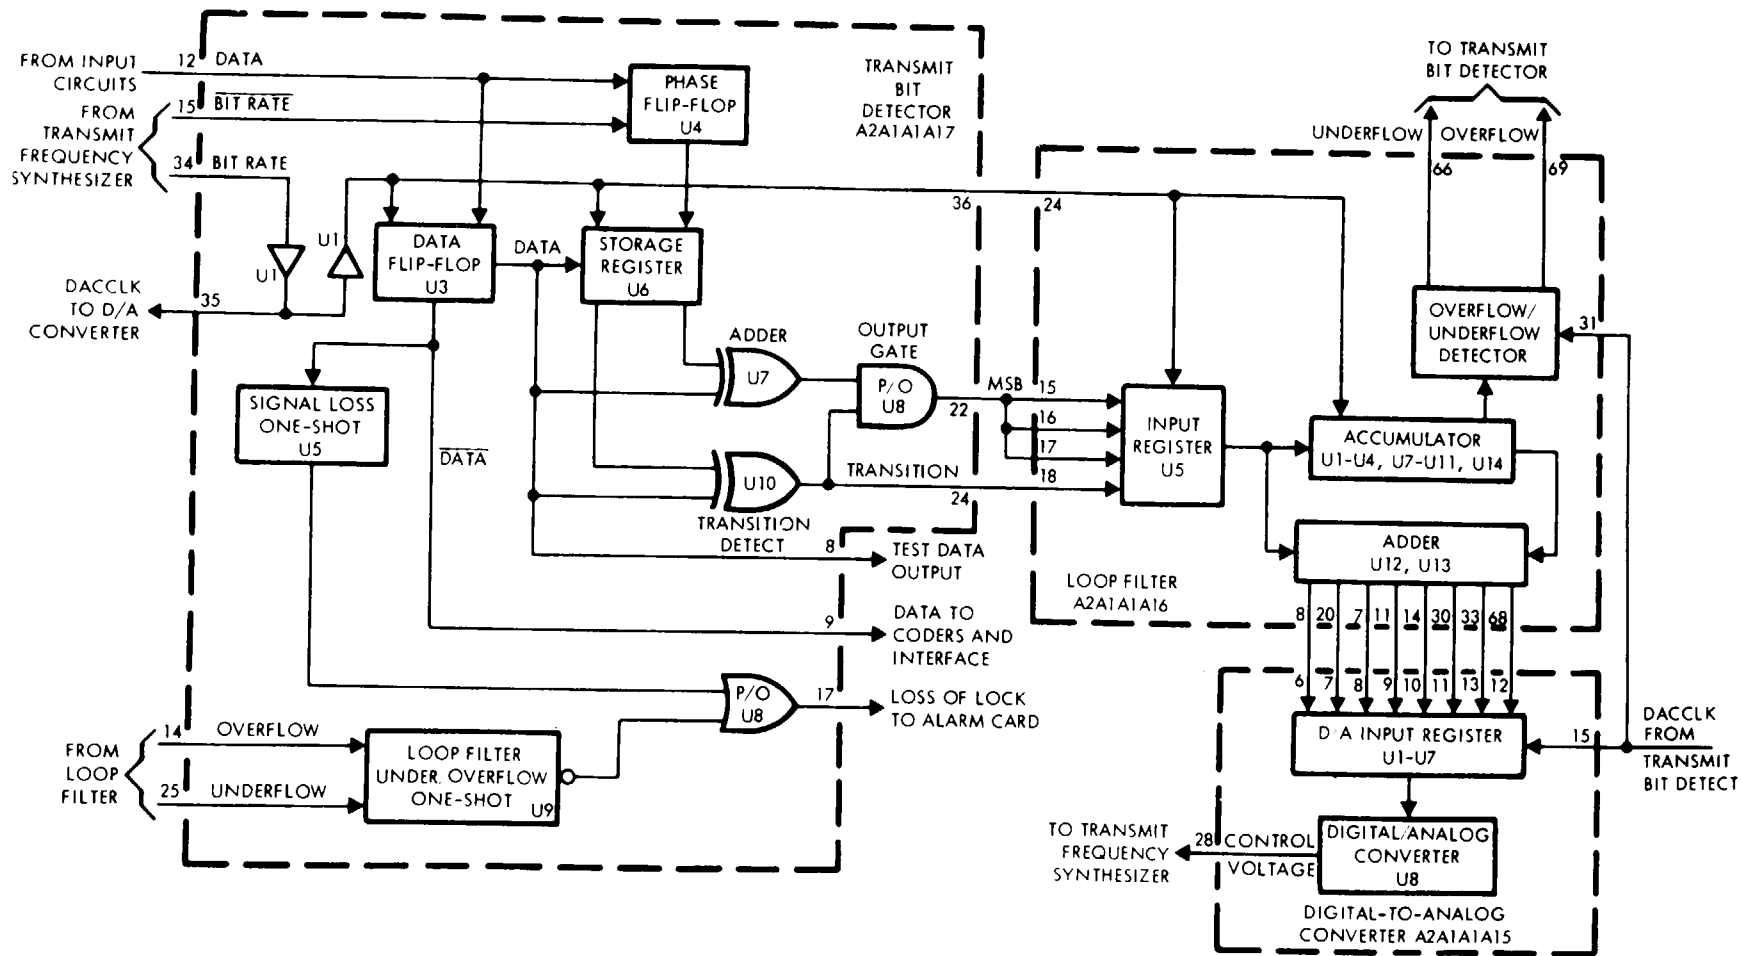 FROM INPUT
CIRCUITS
12
DATA
FROM
TRANSMIT
FREQUENCY
SYNTHESIZER
15
BIT RATE
34
BIT RATE
PHASE
FLIP-FLOP
U4
TRANSMIT
BIT
DETECTOR
A2A1A1A17
U1
U1
DACCLK
TO D/A
CONVERTER
35
DATA
FLIP-FLOP
U3
DATA
STORAGE
REGISTER
U6
36
24
ADDER
U7
OUTPUT
GATE
P/O
U8
22
MSB
15
16
17
18
SIGNAL LOSS
ONE-SHOT
U5
DATA
U10
TRANSITION
24
TRANSITION
DETECT
8
TEST DATA
OUTPUT
9
DATA TO
CODERS AND
INTERFACE
P/O
U8
17
LOSS OF LOCK
TO ALARM CARD
FROM
LOOP
FILTER
14
OVERFLOW
25
UNDERFLOW
LOOP FILTER
UNDER OVERFLOW
ONE-SHOT
U9
TO TRANSMIT
BIT DETECTOR
UNDERFLOW
OVERFLOW
66
69
OVERFLOW/
UNDERFLOW
DETECTOR
31
INPUT
REGISTER
U5
ACCUMULATOR
U1-U4, U7-U11, U14
ADDER
U12, U13
LOOP FILTER
A2A1A1A16
8 20 7 11 14 30 33 68
6 7 8 9 10 11 13 12
D/A INPUT REGISTER
U1-U7
15
DACCLK
FROM
TRANSMIT
BIT DETECT
DIGITAL/ANALOG
CONVERTER
U8
TO TRANSMIT
FREQUENCY
SYNTHESIZER
28
CONTROL
VOLTAGE
DIGITAL-TO-ANALOG
CONVERTER A2A1A1A15